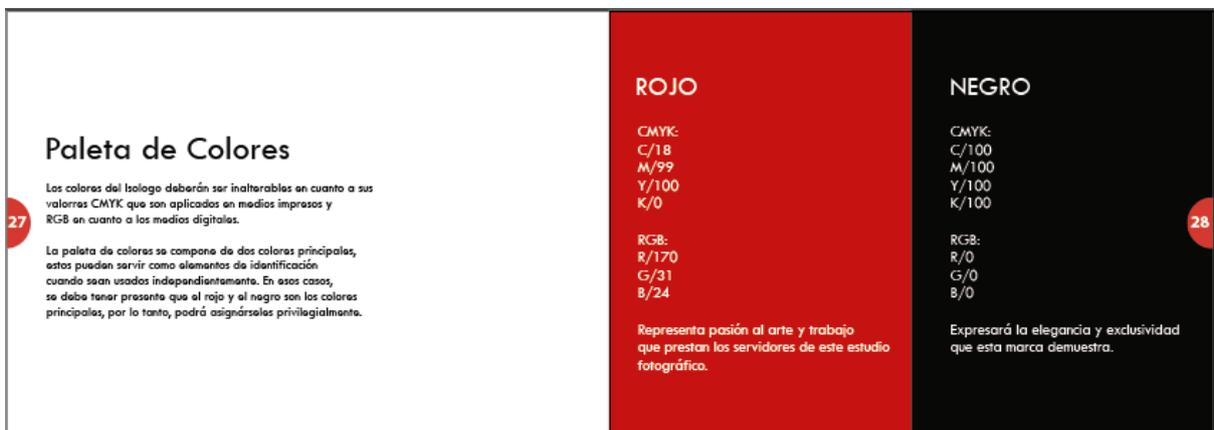 Paleta de Colores
Los colores del Isologo deberán ser inalterables en cuanto a sus
valorres CMYK que son aplicados en medios impresos y
RGB en cuanto a los medios digitales.
La paleta de colores se compone de dos colores principales,
estos pueden servir como elementos de identificación
cuando sean usados independientemente. En esos casos,
se debe tener presente que el rojo y el negro son los colores
principales, por lo tanto, podrá asignárseles privilegialmente.
27
ROJO
CMYK:
C/18
M/99
Y/100
K/0
RGB:
R/170
G/31
B/24
Representa pasión al arte y trabajo
que prestan los servidores de este estudio
fotográfico.
NEGRO
CMYK:
C/100
M/100
Y/100
K/100
RGB:
R/0
G/0
B/0
Expresará la elegancia y exclusividad
que esta marca demuestra.
28